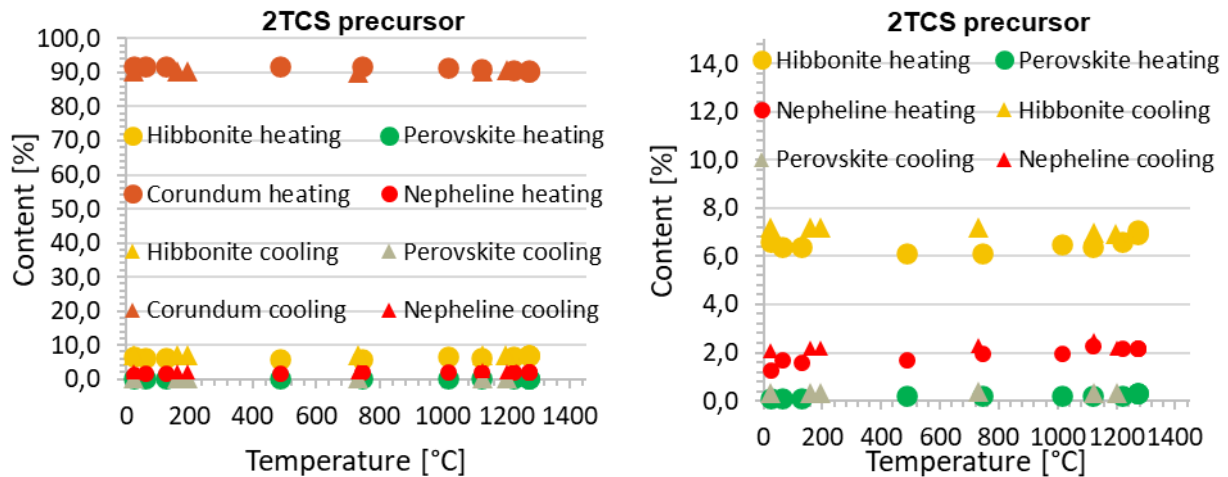 2TCS precursor
100,0
90,0
80,0
70,0
60,0
50,0
40,0
30,0
20,0
10,0
0,0
Content [%]
Hibbonite heating
Perovskite heating
Corundum heating
Nepheline heating
Hibbonite cooling
Perovskite cooling
Corundum cooling
Nepheline cooling
0 200 400 600 800 1000 1200 1400
Temperature [°C]
2TCS precursor
14,0
12,0
10,0
8,0
6,0
4,0
2,0
0,0
Content [%]
Hibbonite heating
Perovskite heating
Nepheline heating
Hibbonite cooling
Perovskite cooling
Nepheline cooling
0 200 400 600 800 1000 1200 1400
Temperature [°C]